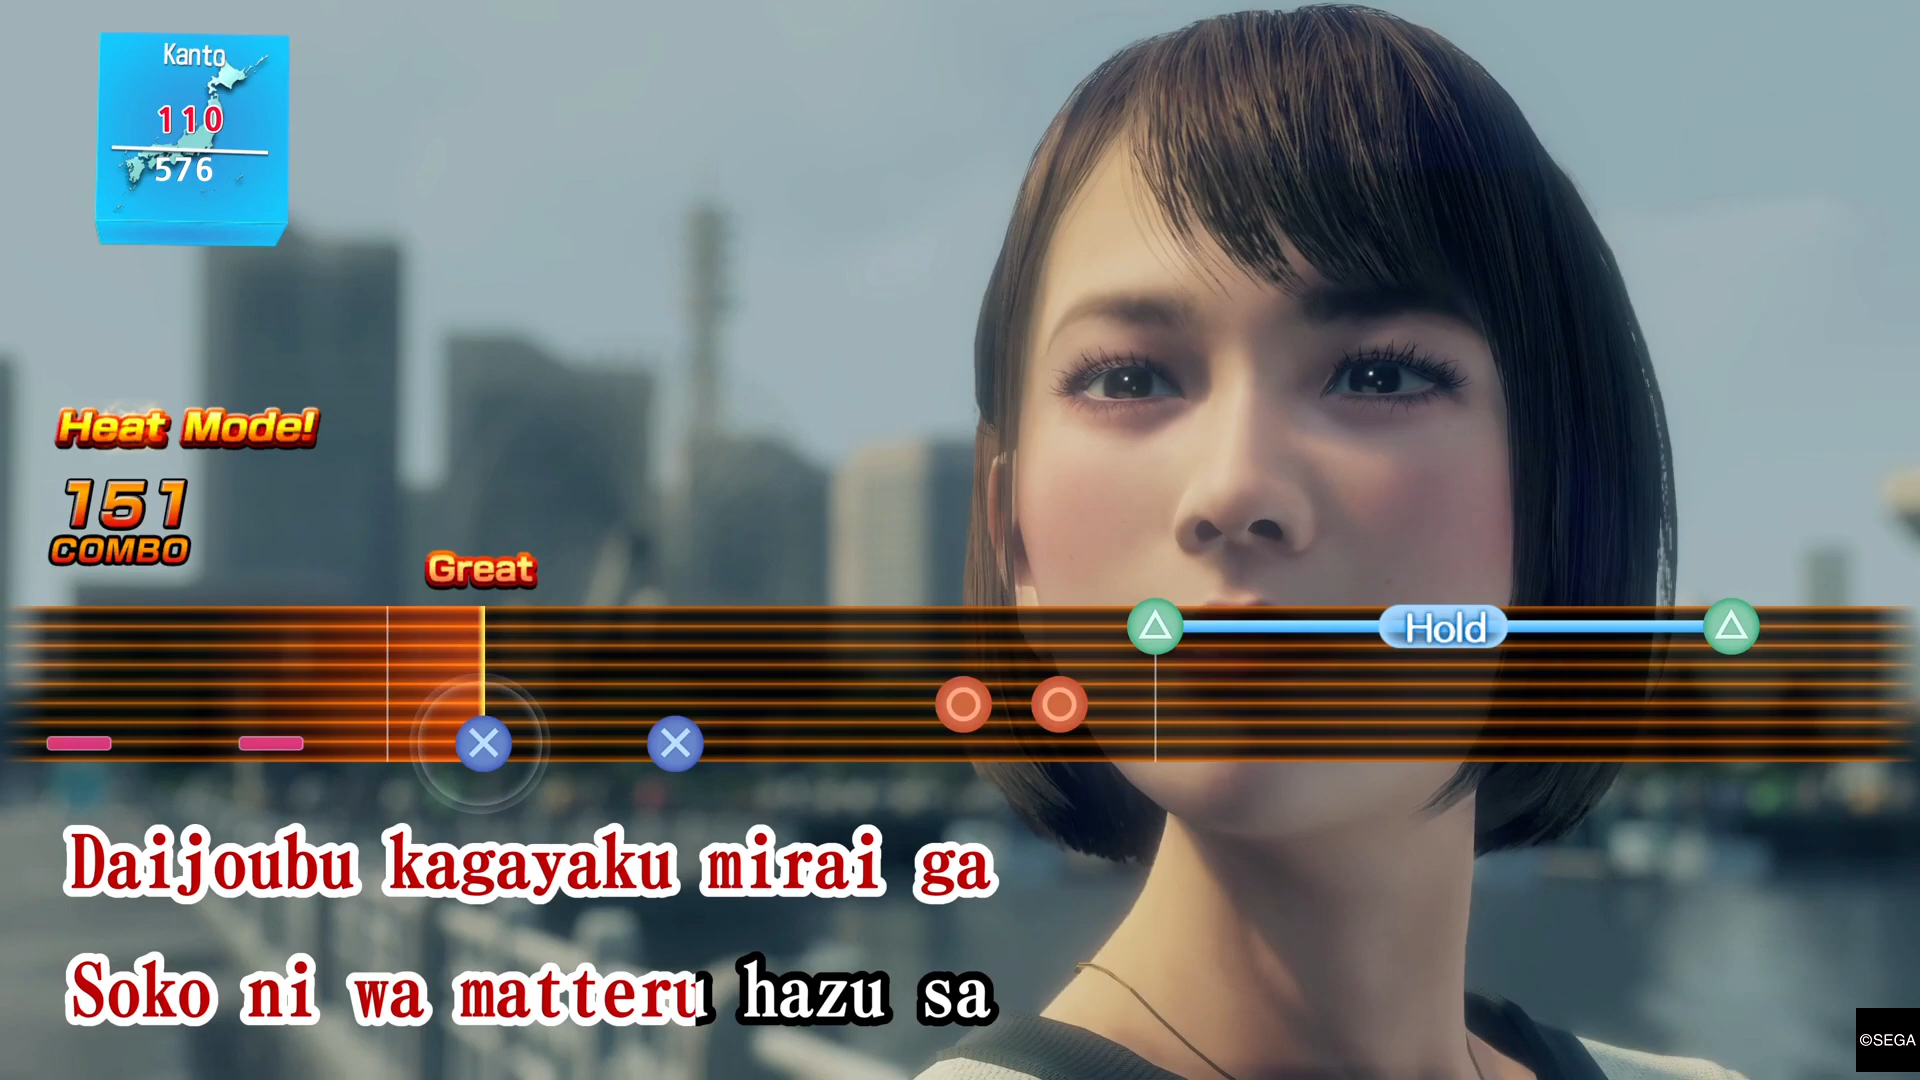 Kanto
110
576
Heat Mode!
151
COMBO
Great
Hold
Daijoubu kagayaku mirai ga
Soko ni wa matteru hazu sa
©SEGA